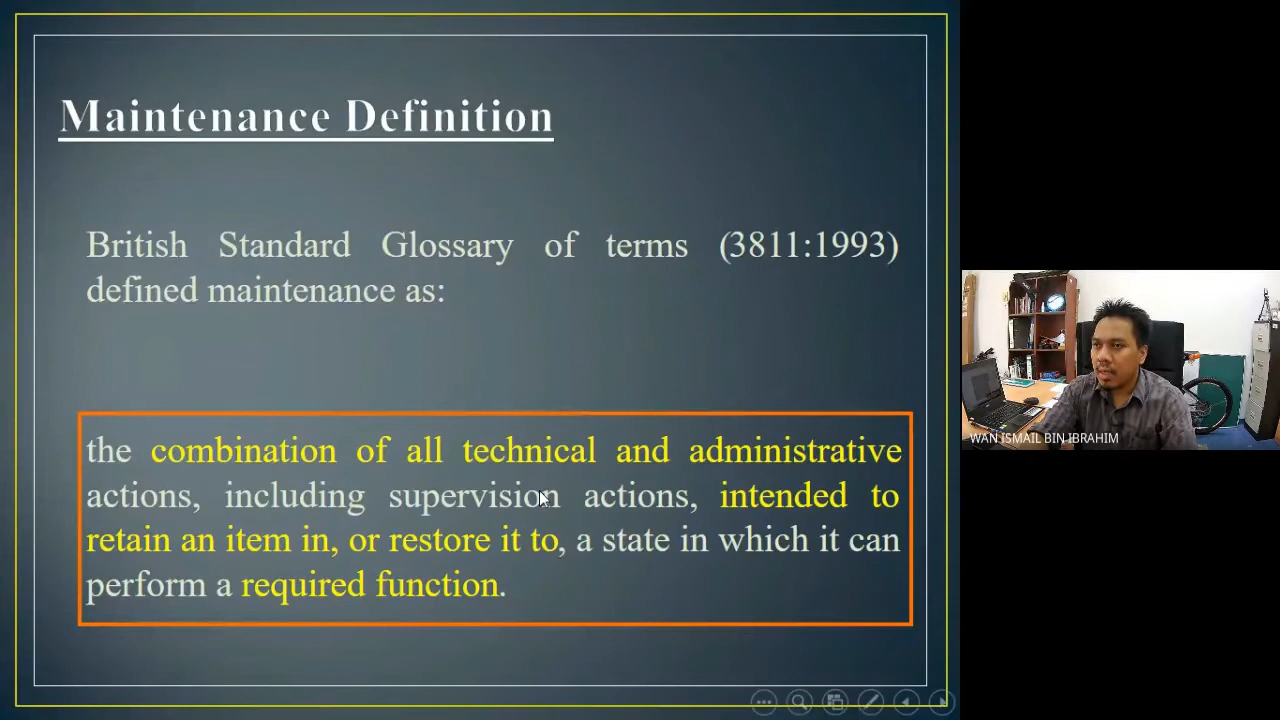 Maintenance Definition
British Standard Glossary of terms (3811:1993)
defined maintenance as:
the combination of all technical and administrative
actions, including supervision actions, intended to
retain an item in, or restore it to, a state in which it can
perform a required function.
WAN ISMAIL BIN IBRAHIM